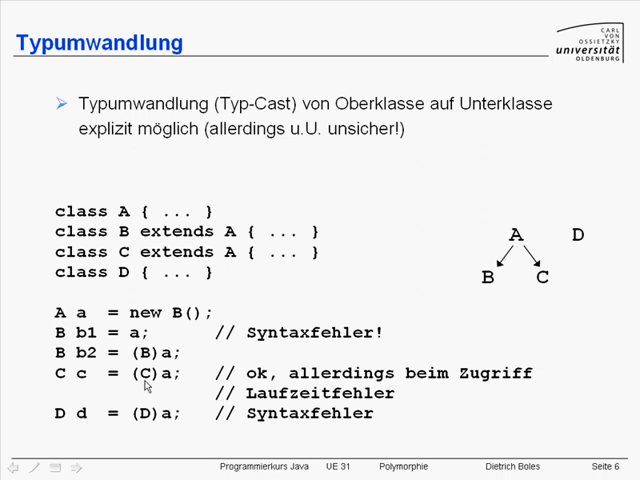 Typumwandlung
CARL
VON
OSSIETZKY
universität
OLDENBURG
Typumwandlung (Typ-Cast) von Oberklasse auf Unterklasse
explizit möglich (allerdings u.U. unsicher!)
class A { ... }
class B extends A { ... }
class C extends A { ... }
class D { ... }
A D
B C
A a = new B();
B b1 = a; // Syntaxfehler!
B b2 = (B)a;
C c = (C)a; // ok, allerdings beim Zugriff
// Laufzeitfehler
D d = (D)a; // Syntaxfehler
Programmierkurs Java UE 31 Polymorphie Dietrich Boles Seite 6